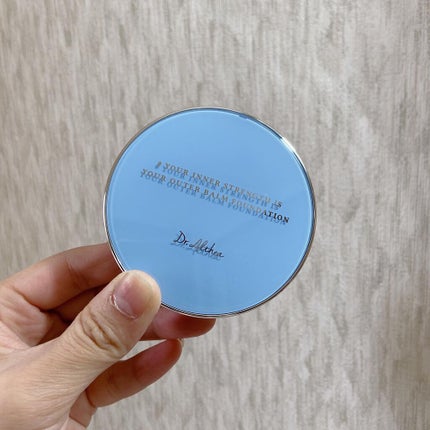 # YOUR INNER STRENGTH IS
YOUR OUTER BALM FOUNDATION
Dr. Althea